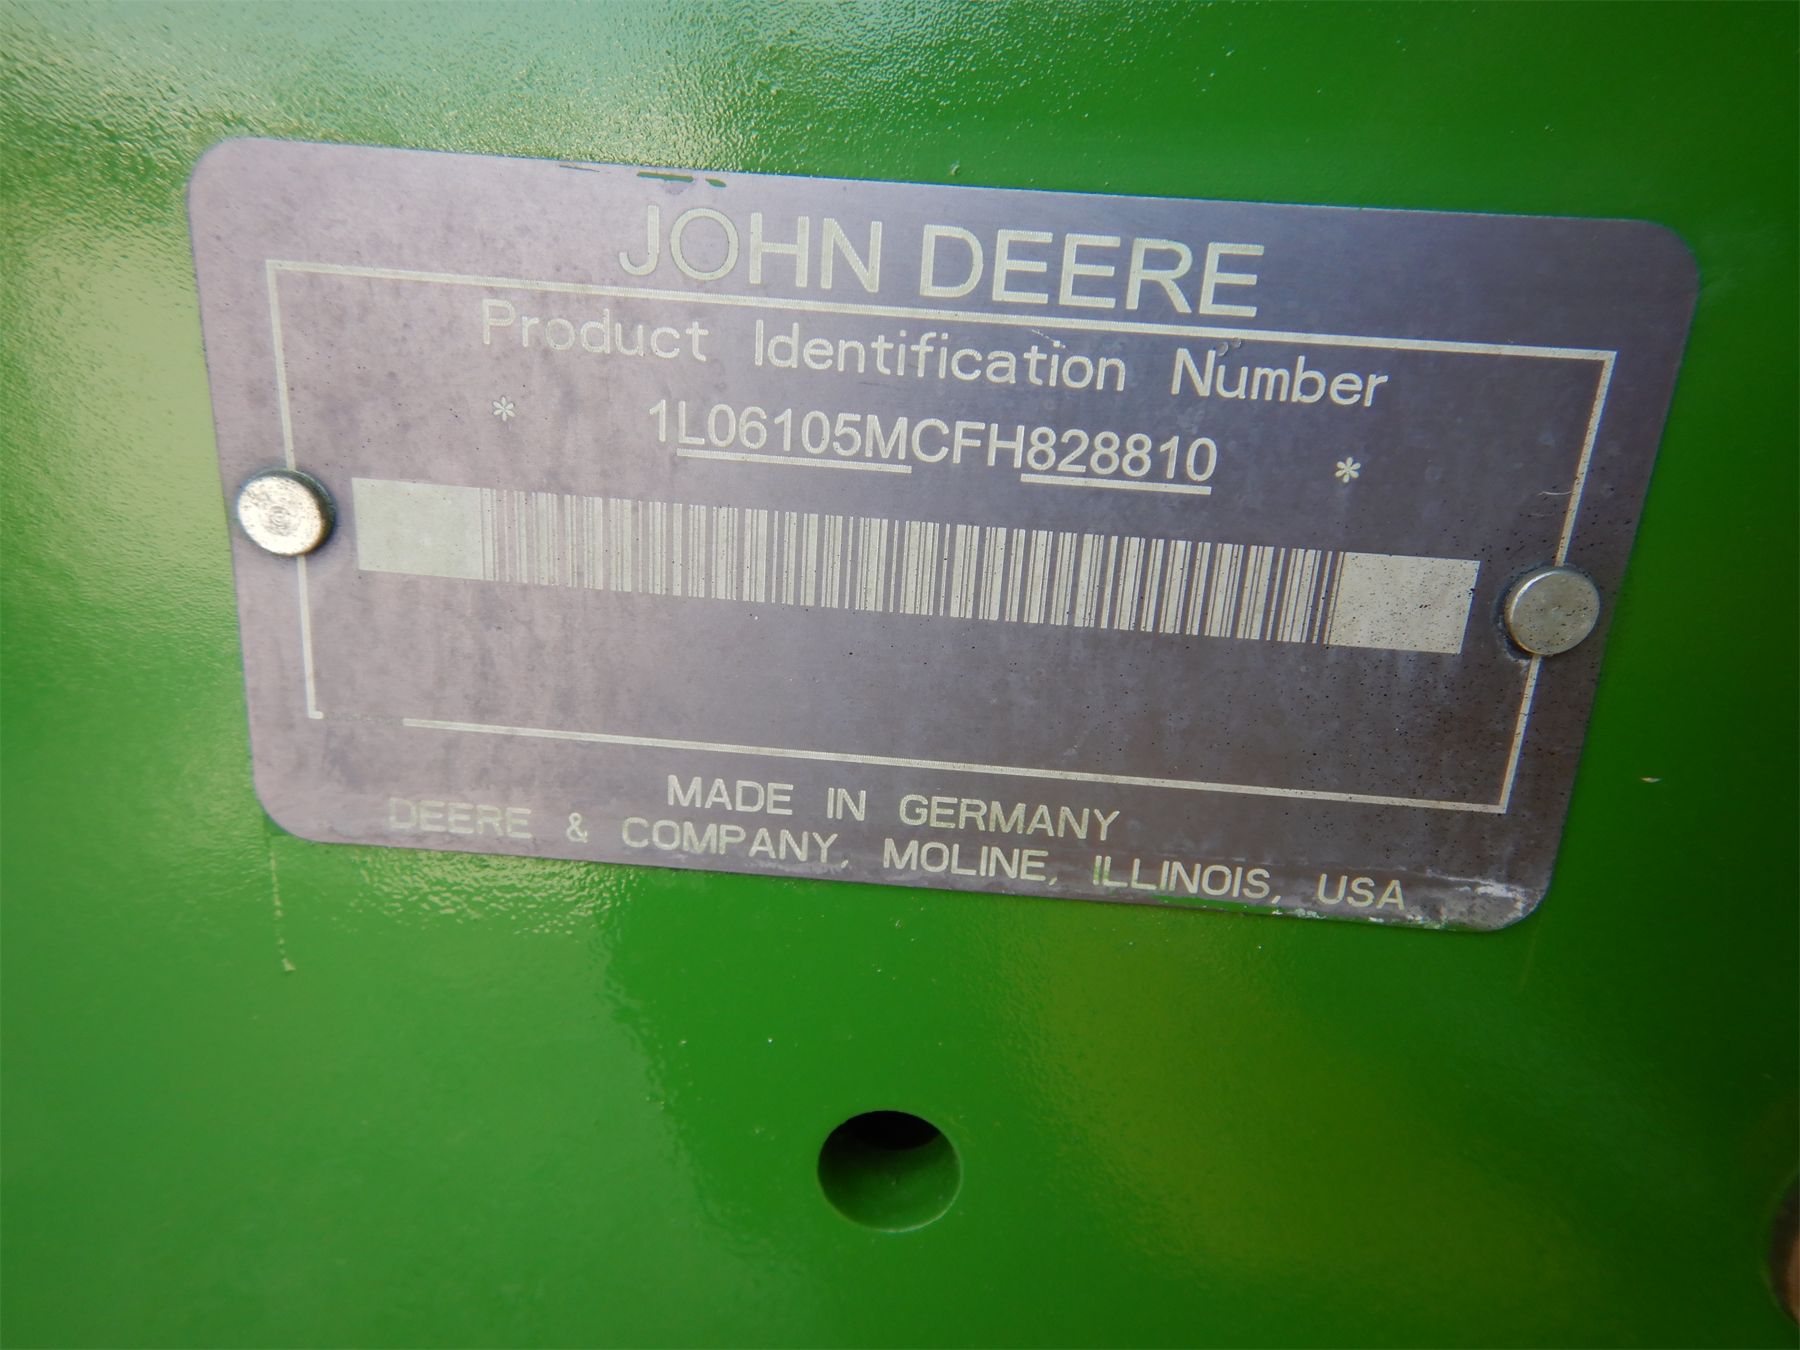 JOHN DEERE
Product Identification Number
* 1L06105MCFH828810 *
MADE IN GERMANY
DEERE & COMPANY, MOLINE, ILLINOIS, USA